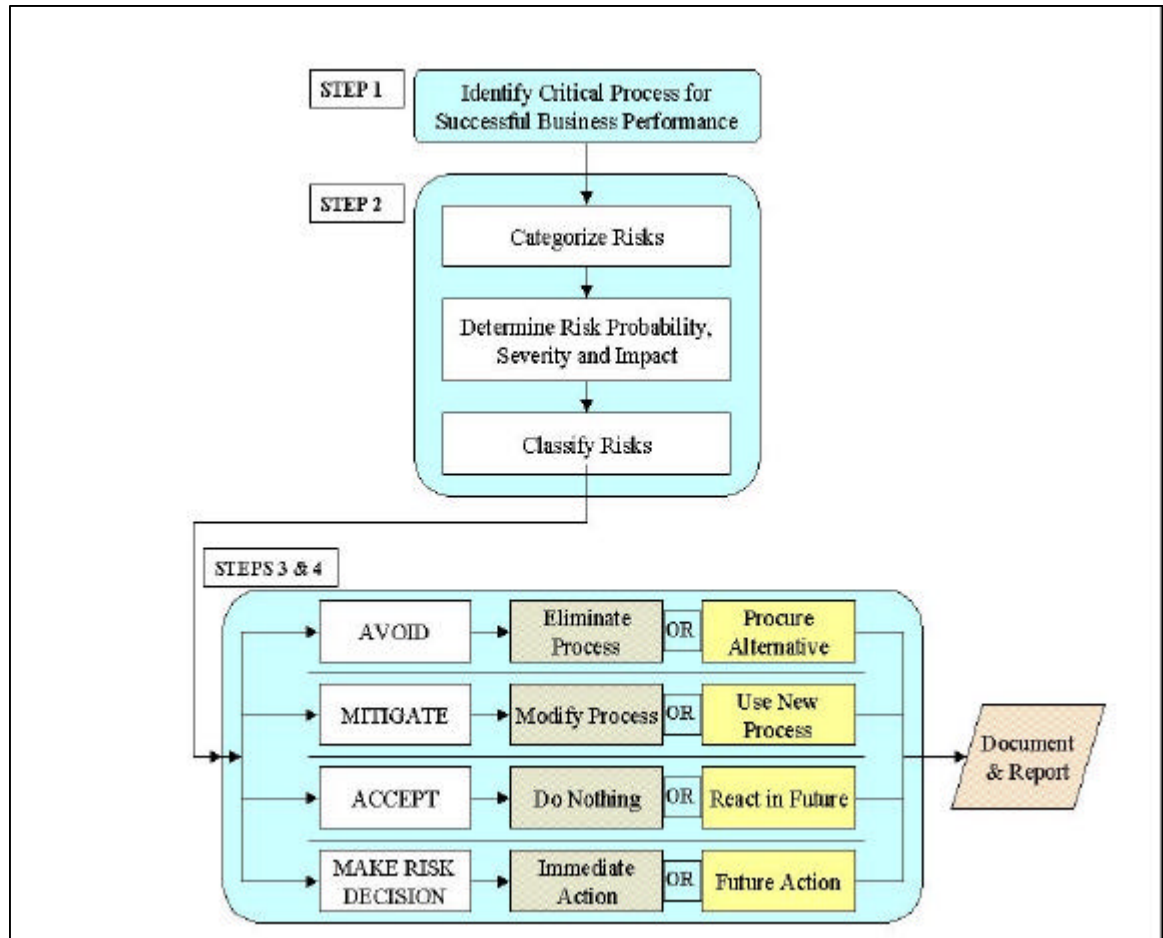 STEP 1
Identify Critical Process for
Successful Business Performance
STEP 2
Categorize Risks
Determine Risk Probability,
Severity and Impact
Classify Risks
STEPS 3 & 4
AVOID
Eliminate
Process
OR
Procure
Alternative
MITIGATE
Modify Process
OR
Use New
Process
ACCEPT
Do Nothing
OR
React in Future
MAKE RISK
DECISION
Immediate
Action
OR
Future Action
Document
& Report